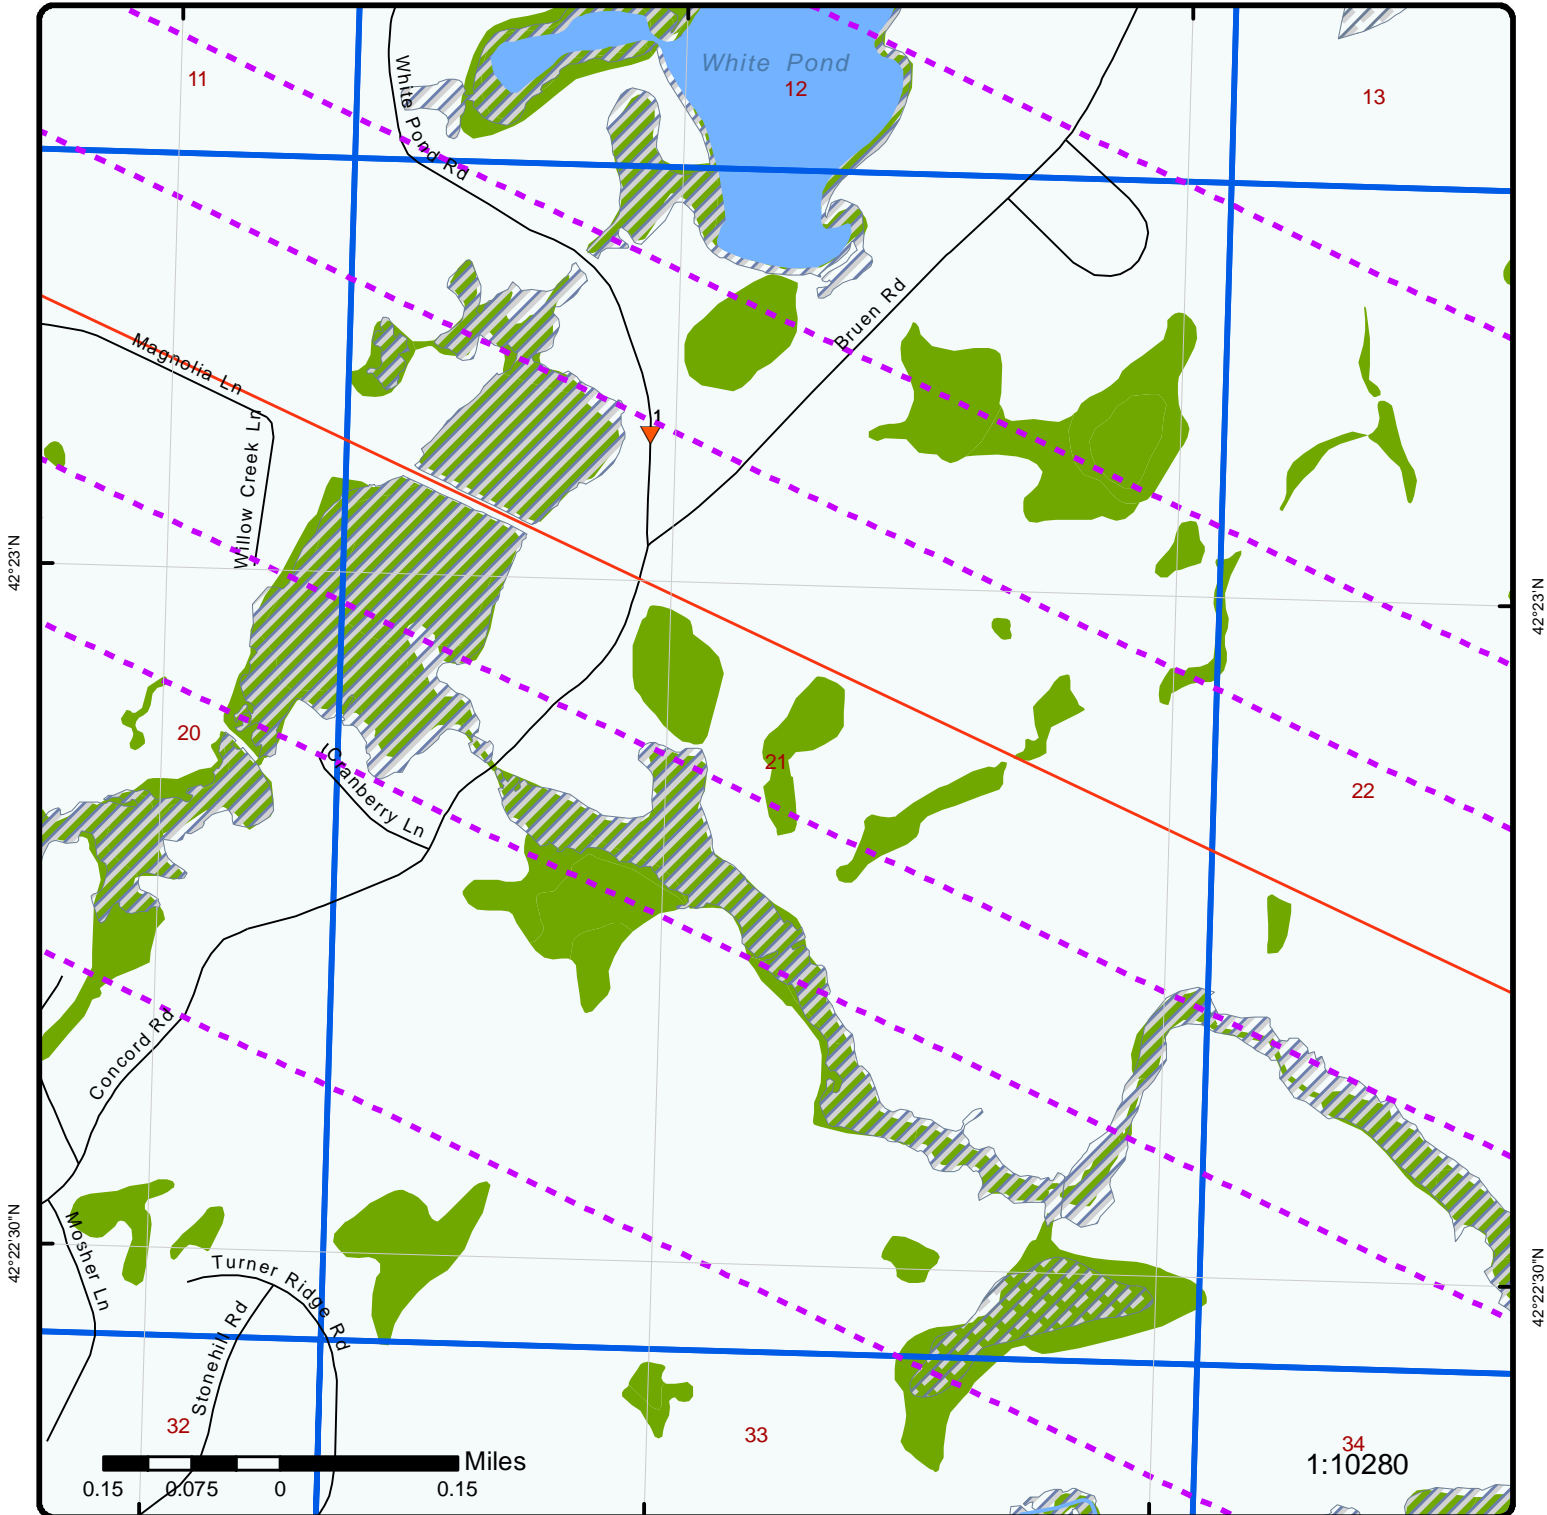 White Pond
11
12
13
White Pond Rd
Bruen Rd
Magnolia Ln
Willow Creek Ln
1
42°23'N
42°23'N
20
21
22
Cranberry Ln
Concord Rd
42°22'30"N
42°22'30"N
Mosher Ln
Turner Ridge Rd
Stonehill Rd
32
33
34
Miles
1:10280
0.15 0.075 0 0.15